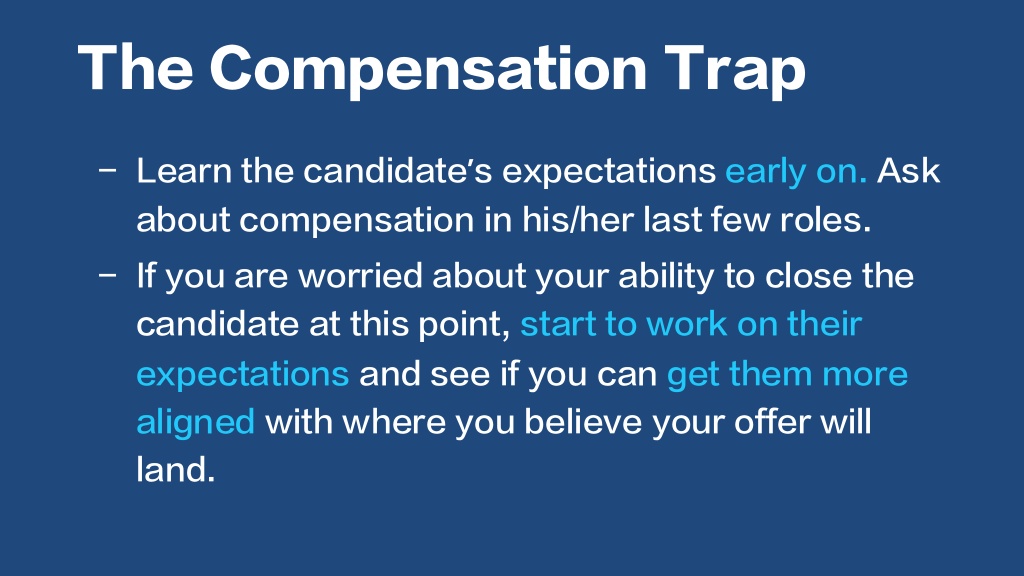 The Compensation Trap
– Learn the candidate's expectations early on. Ask
about compensation in his/her last few roles.
– If you are worried about your ability to close the
candidate at this point, start to work on their
expectations and see if you can get them more
aligned with where you believe your offer will
land.